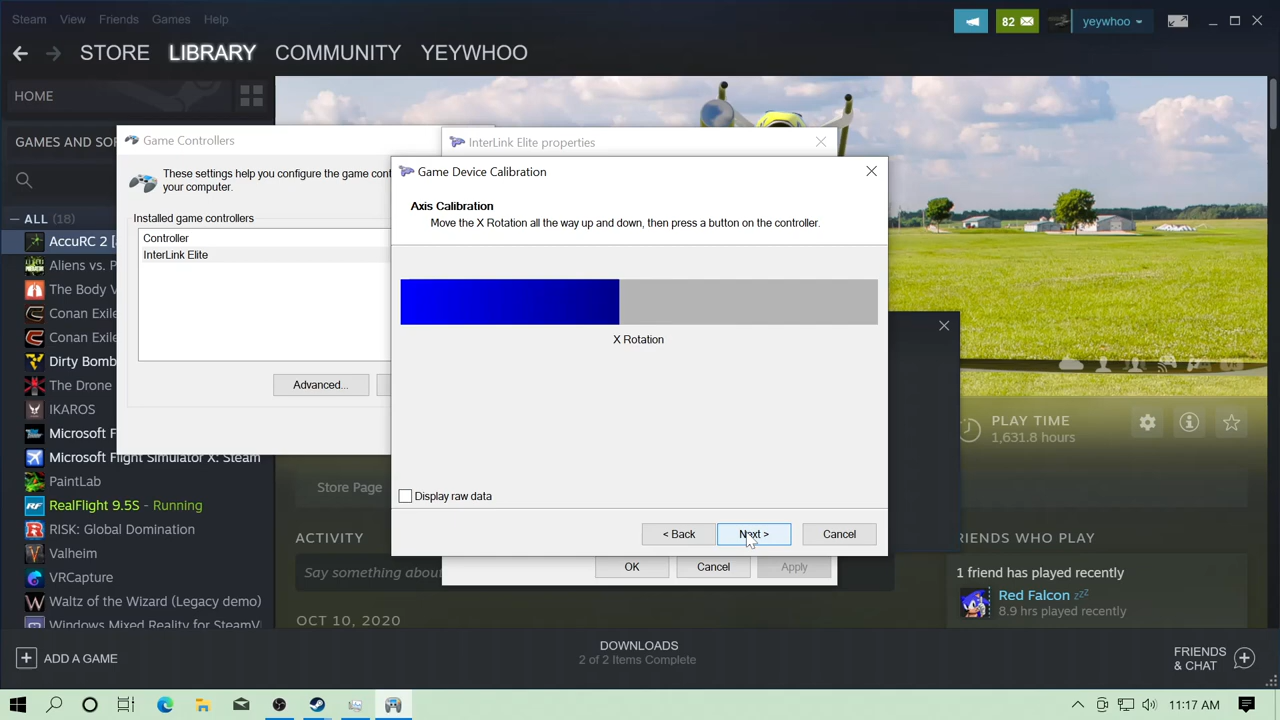 Steam View Friends Games Help
82
yeywhoo
STORE LIBRARY COMMUNITY YEYWHOO
HOME
GAMES AND SOF
ALL (18)
AccuRC 2 [
Aliens vs. P
The Body V
Conan Exile
Conan Exile
Dirty Bomb
The Drone
IKAROS
Microsoft F
Microsoft Flight Simulator X: Steam
PaintLab
RealFlight 9.5S - Running
RISK: Global Domination
Valheim
VRCapture
Waltz of the Wizard (Legacy demo)
Windows Mixed Reality for SteamV
ADD A GAME
Game Controllers
These settings help you configure the game cont
your computer.
Installed game controllers
Controller
InterLink Elite
Advanced...
InterLink Elite properties
Game Device Calibration
Axis Calibration
Move the X Rotation all the way up and down, then press a button on the controller.
X Rotation
Display raw data
< Back
Next >
Cancel
OK
Cancel
Apply
PLAY TIME
1,631.8 hours
Store Page
ACTIVITY
Say something about
OCT 10, 2020
RIENDS WHO PLAY
1 friend has played recently
Red Falcon zzz
8.9 hrs played recently
DOWNLOADS
2 of 2 Items Complete
FRIENDS
& CHAT
RF
11:17 AM